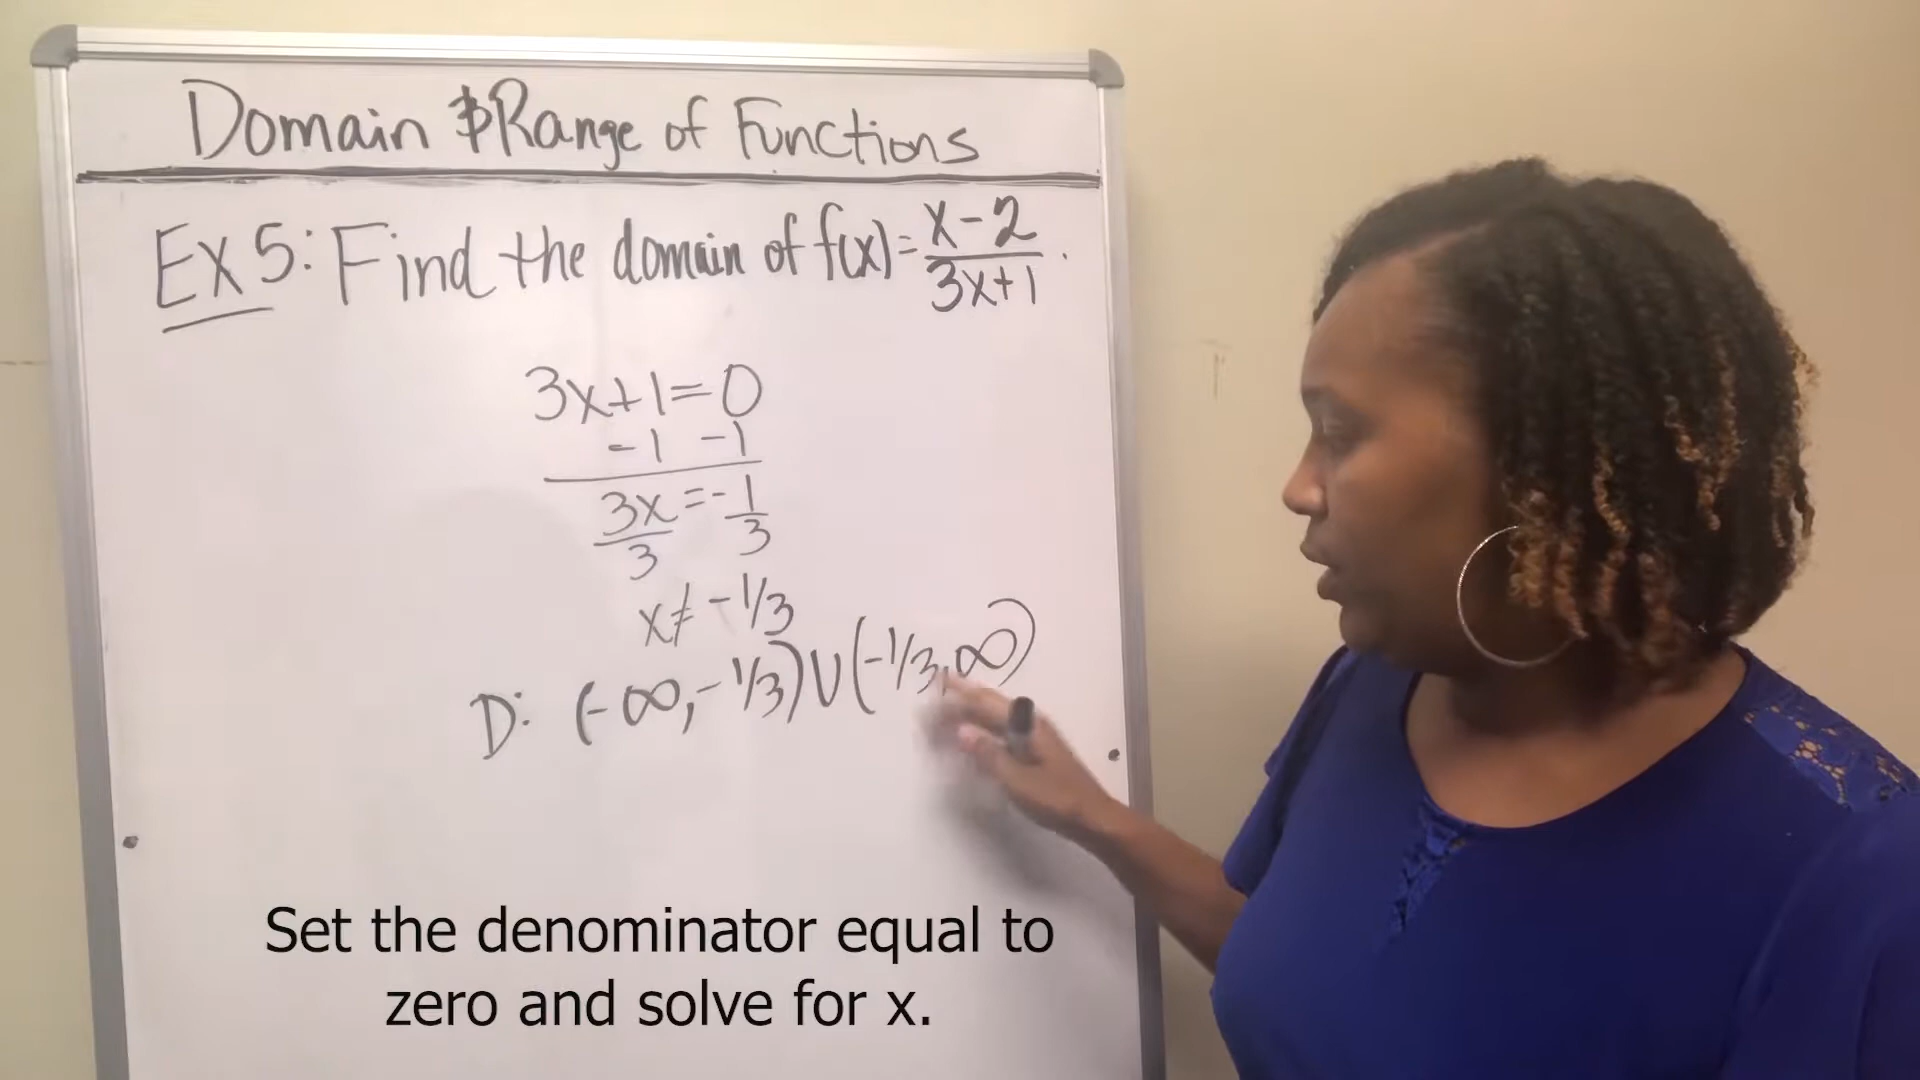 Domain & Range of Functions
Ex 5: Find the domain of f(x) = x-2 / 3x+1.
3x+1=0
-1 -1
3x = -1
3 3
x ≠ -1/3
D: (-∞, -1/3) ∪ (-1/3, ∞)
Set the denominator equal to
zero and solve for x.